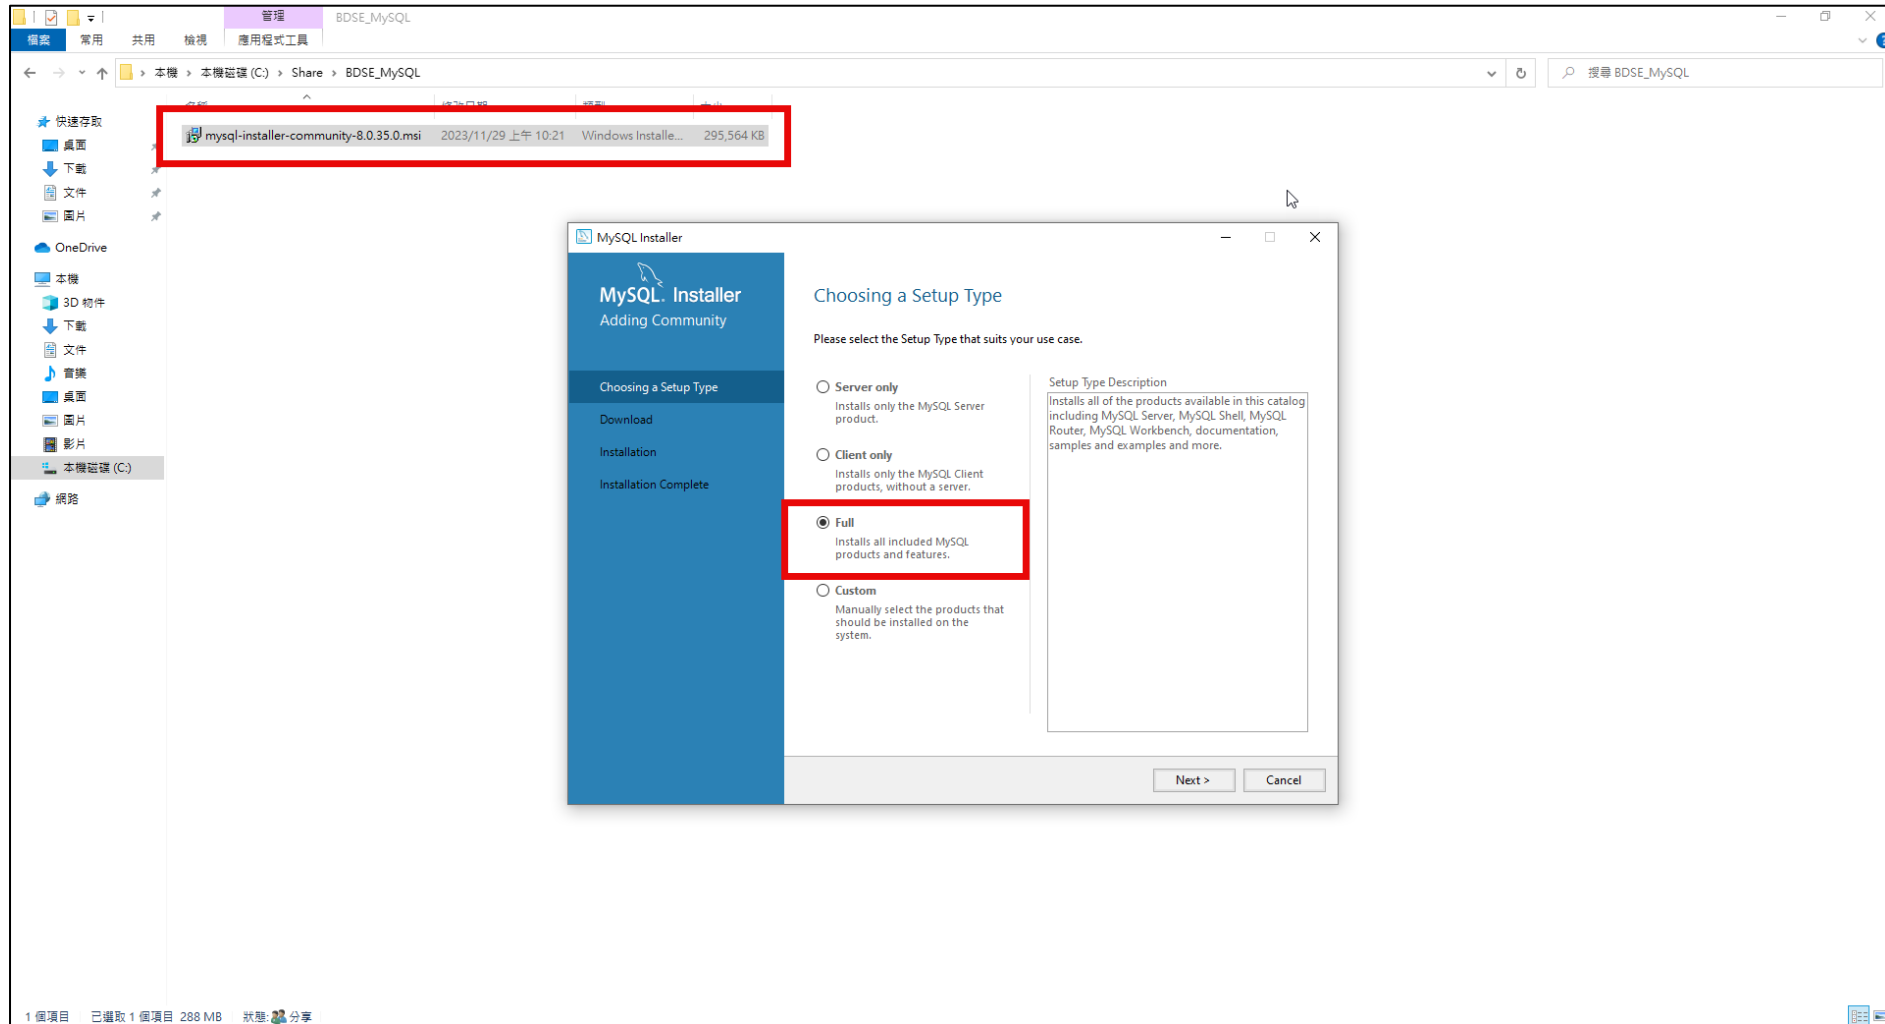 管理 BDSE_MySQL
檔案 常用 共用 檢視 應用程式工具
本機 › 本機磁碟 (C:) › Share › BDSE_MySQL
搜尋 BDSE_MySQL
名稱 修改日期 類型 大小
mysql-installer-community-8.0.35.0.msi 2023/11/29 上午 10:21 Windows Installe... 295,564 KB
快速存取
桌面
下載
文件
圖片
OneDrive
本機
3D 物件
下載
文件
音樂
桌面
圖片
影片
本機磁碟 (C:)
網路
MySQL Installer
MySQL. Installer
Adding Community
Choosing a Setup Type
Download
Installation
Installation Complete
Choosing a Setup Type
Please select the Setup Type that suits your use case.
Server only
Installs only the MySQL Server
product.
Client only
Installs only the MySQL Client
products, without a server.
Full
Installs all included MySQL
products and features.
Custom
Manually select the products that
should be installed on the
system.
Setup Type Description
Installs all of the products available in this catalog
including MySQL Server, MySQL Shell, MySQL
Router, MySQL Workbench, documentation,
samples and examples and more.
Next > Cancel
1 個項目 已選取 1 個項目 288 MB 狀態: 分享